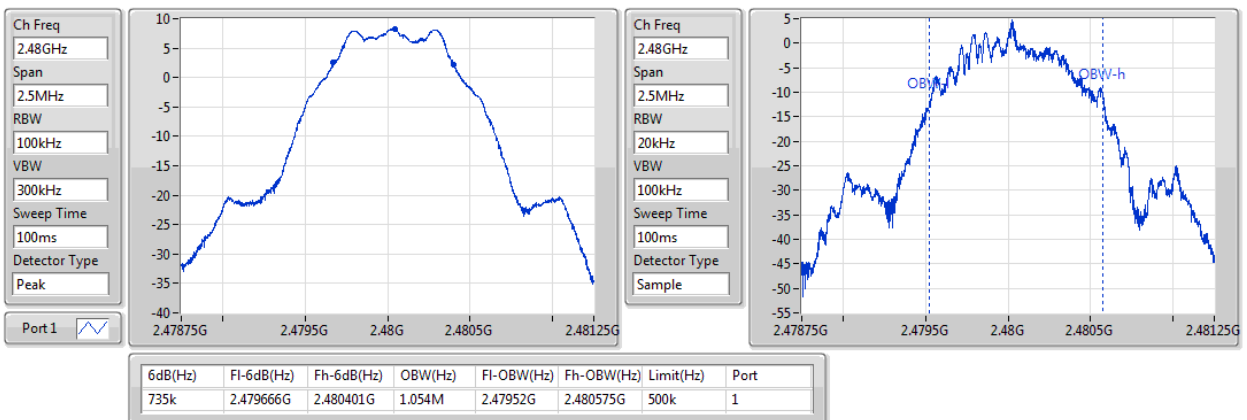 Ch Freq
2.48GHz
Span
2.5MHz
RBW
100kHz
VBW
300kHz
Sweep Time
100ms
Detector Type
Peak
Port 1
10
5
0
-5
-10
-15
-20
-25
-30
-35
-40
2.47875G 2.4795G 2.48G 2.4805G 2.48125G
Ch Freq
2.48GHz
Span
2.5MHz
RBW
20kHz
VBW
100kHz
Sweep Time
100ms
Detector Type
Sample
5
0
-5
-10
-15
-20
-25
-30
-35
-40
-45
-50
-55
OBW-h
2.47875G 2.4795G 2.48G 2.4805G 2.48125G
6dB(Hz) Fl-6dB(Hz) Fh-6dB(Hz) OBW(Hz) Fl-OBW(Hz) Fh-OBW(Hz) Limit(Hz) Port
735k 2.479666G 2.480401G 1.054M 2.47952G 2.480575G 500k 1